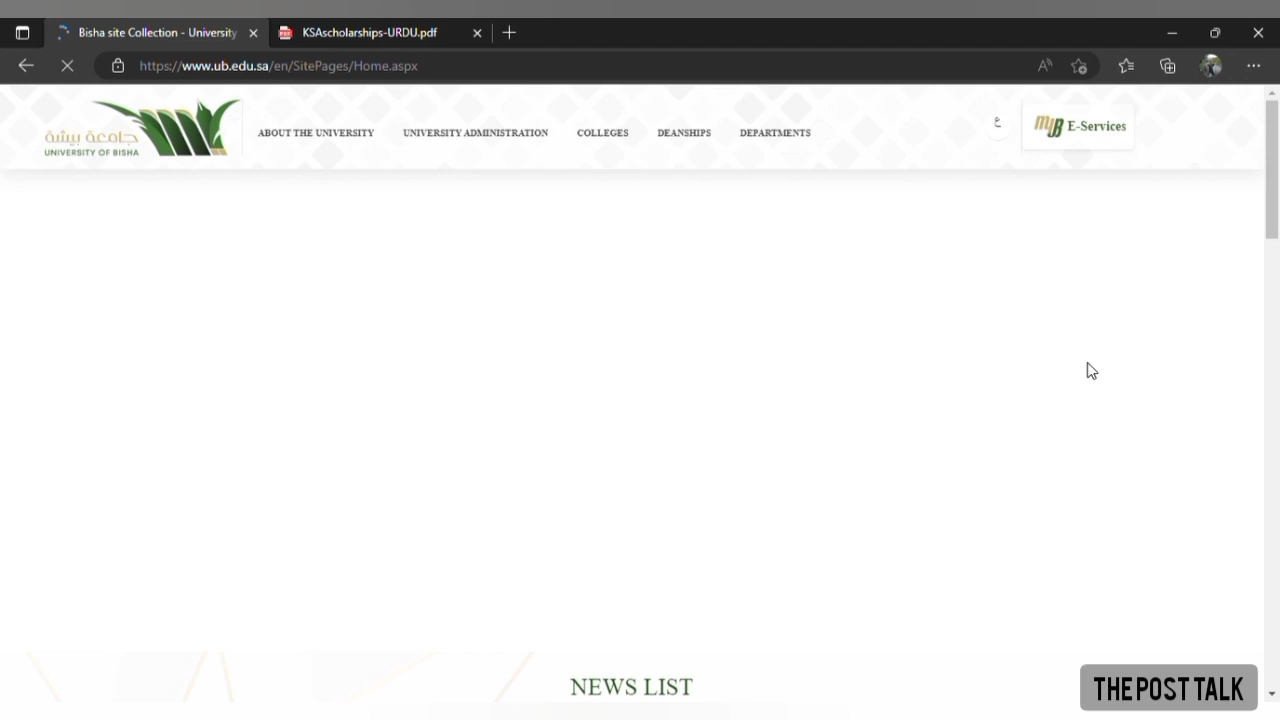 Bisha site Collection - University
KSAscholarships-URDU.pdf
https://www.ub.edu.sa/en/SitePages/Home.aspx
جامعة بيشة
UNIVERSITY OF BISHA
ABOUT THE UNIVERSITY
UNIVERSITY ADMINISTRATION
COLLEGES
DEANSHIPS
DEPARTMENTS
ع
E-Services
NEWS LIST
THE POST TALK